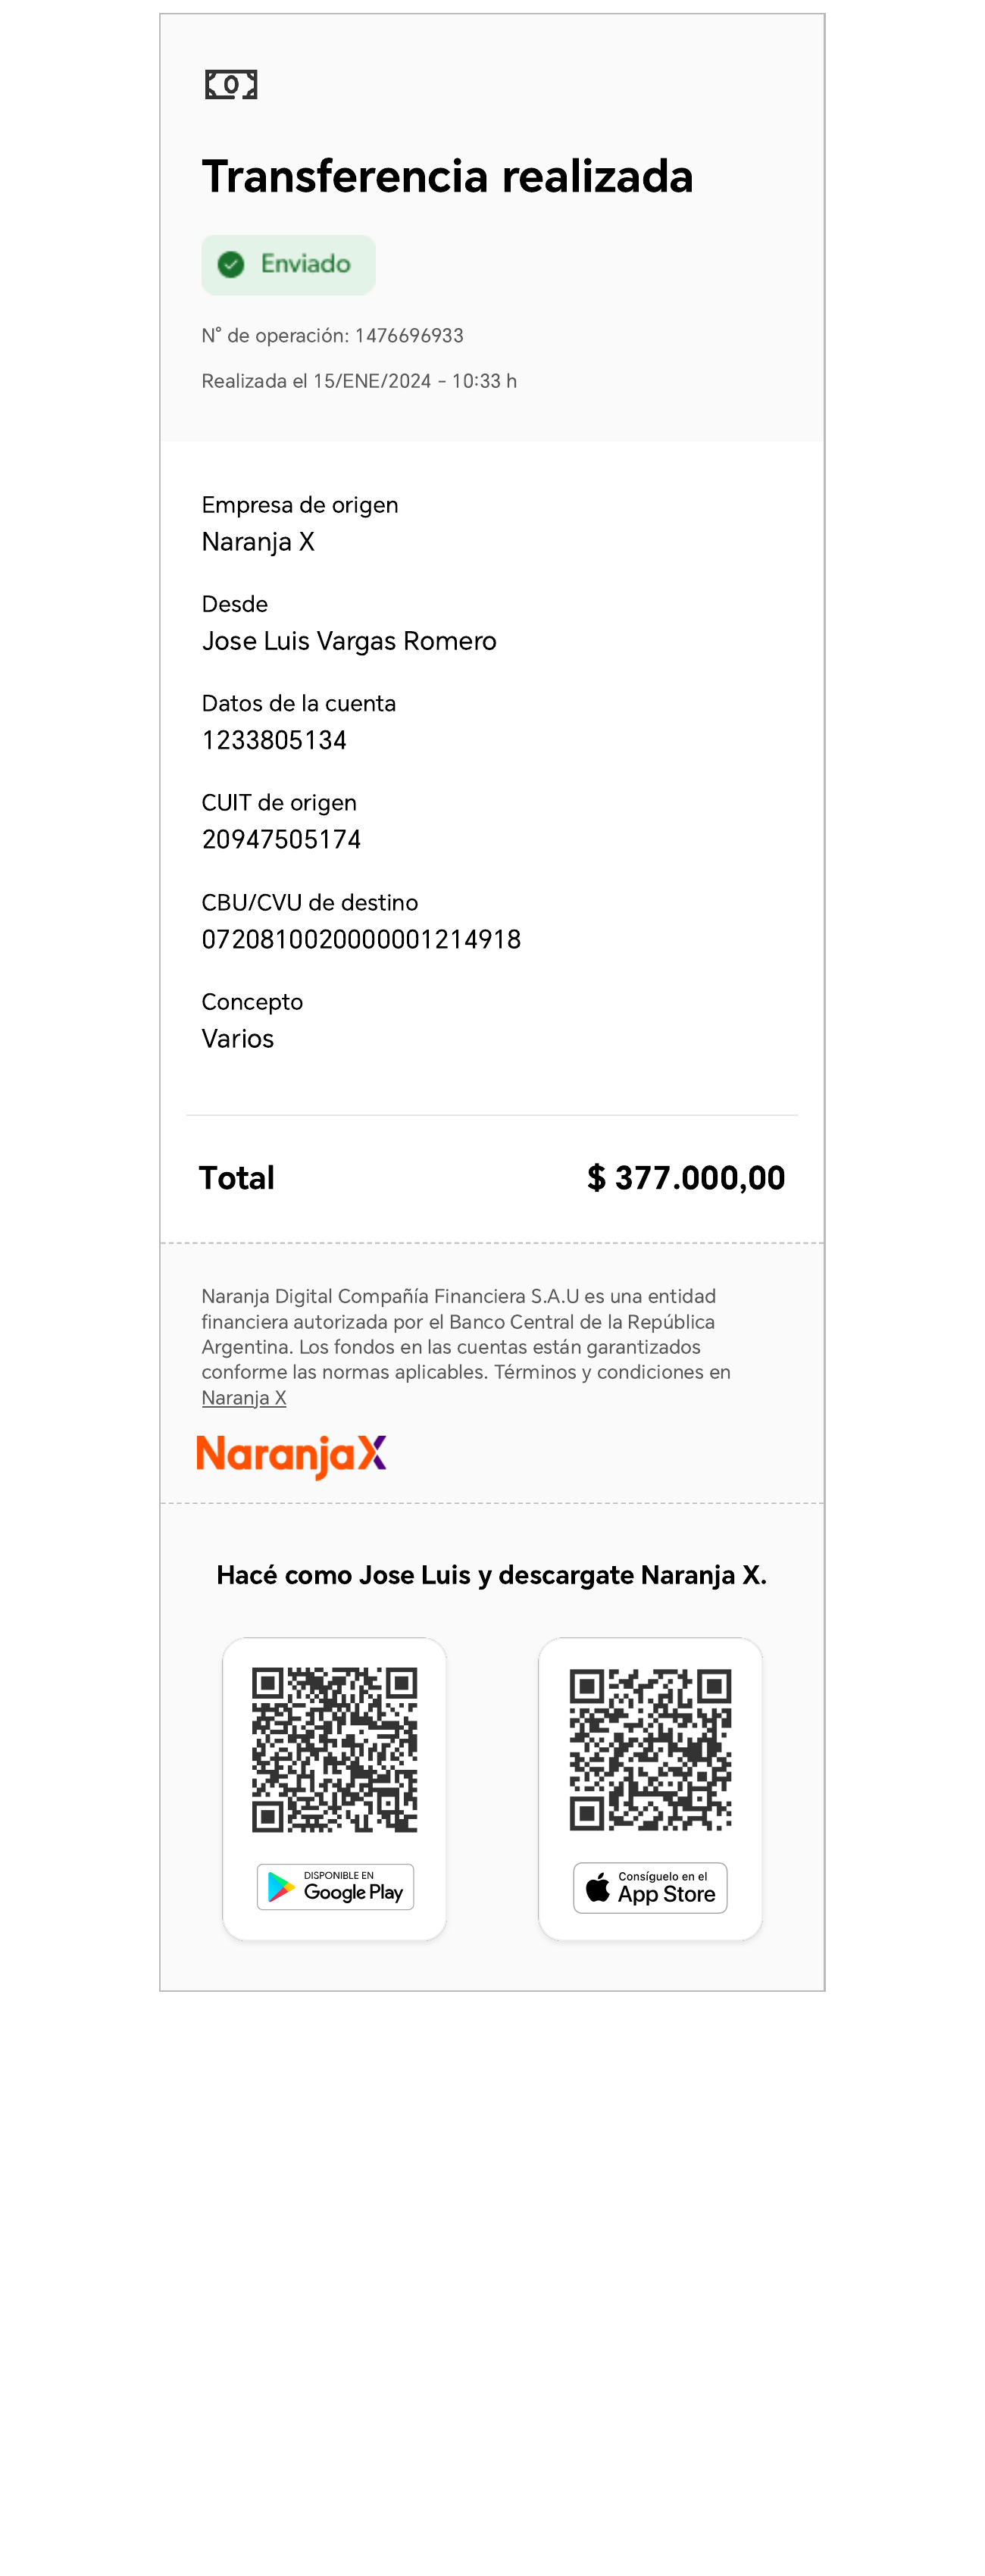 Transferencia realizada
Enviado
N° de operación: 1476696933
Realizada el 15/ENE/2024 - 10:33 h
Empresa de origen
Naranja X
Desde
Jose Luis Vargas Romero
Datos de la cuenta
1233805134
CUIT de origen
20947505174
CBU/CVU de destino
0720810020000001214918
Concepto
Varios
Total $ 377.000,00
Naranja Digital Compañía Financiera S.A.U es una entidad
financiera autorizada por el Banco Central de la República
Argentina. Los fondos en las cuentas están garantizados
conforme las normas aplicables. Términos y condiciones en
Naranja X
NaranjaX
Hacé como Jose Luis y descargate Naranja X.
DISPONIBLE EN
Google Play
Consíguelo en el
App Store